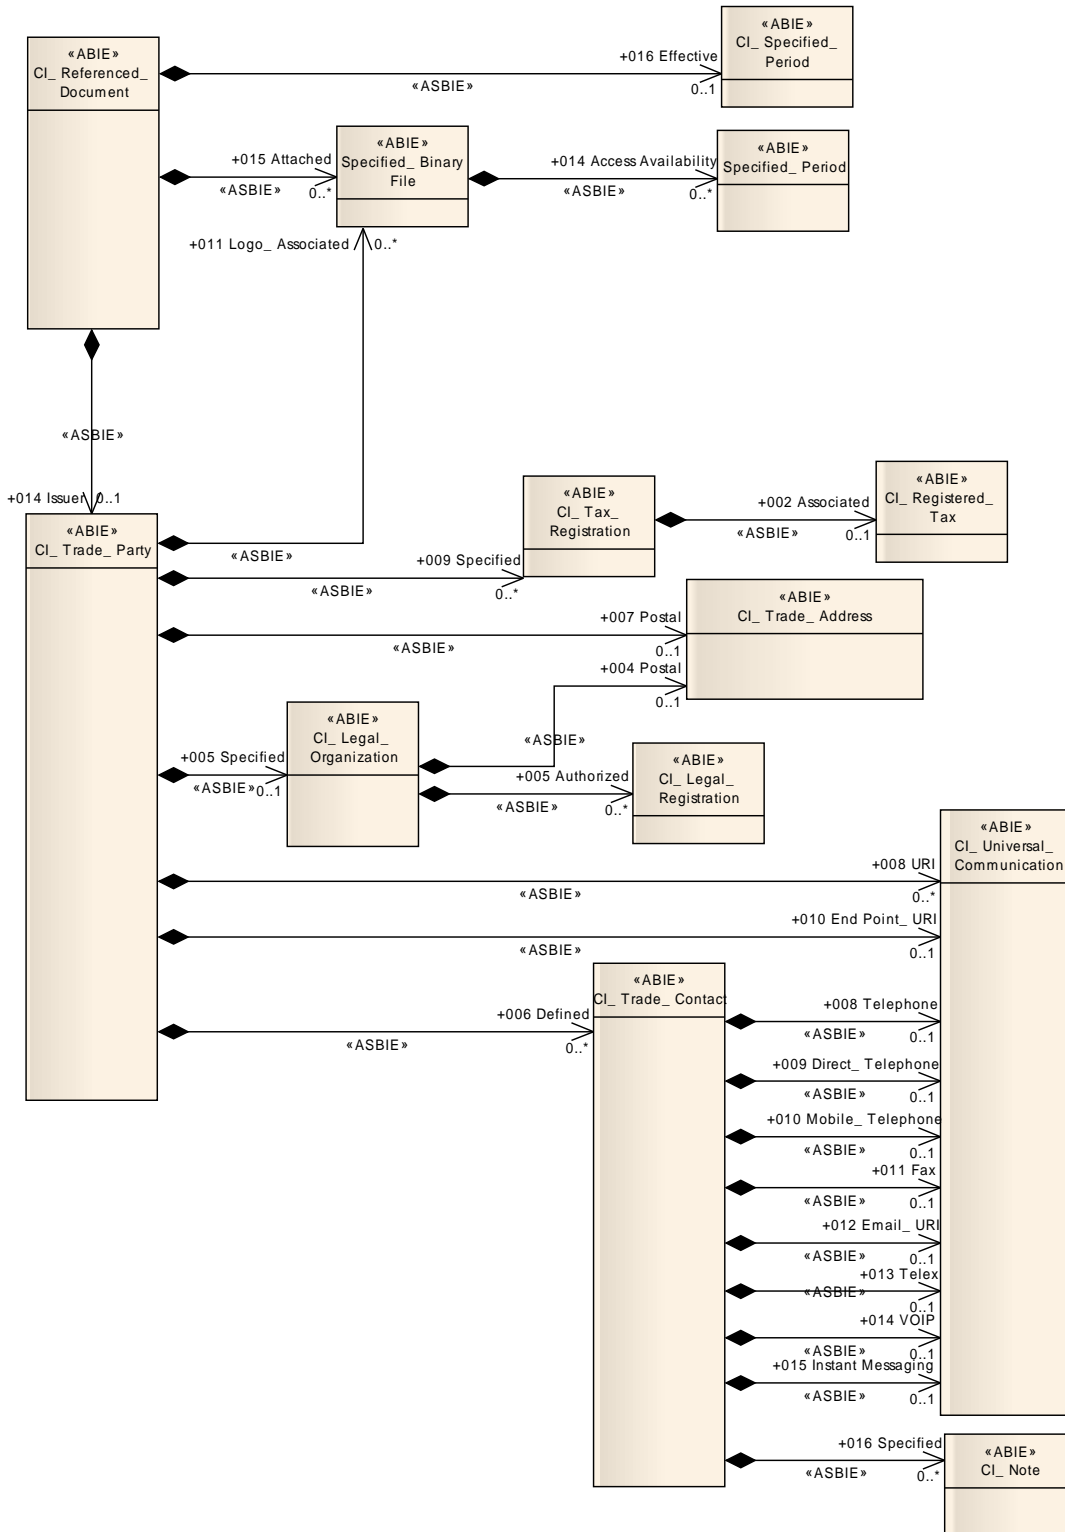 «ABIE»
CI_ Referenced_
Document
+016 Effective
«ASBIE»
0..1
«ABIE»
CI_ Specified_
Period
+015 Attached
«ASBIE»
0..*
«ABIE»
Specified_ Binary
File
+014 Access Availability
«ASBIE»
0..*
«ABIE»
Specified_ Period
+011 Logo_ Associated
0..*
«ASBIE»
+014 Issuer
0..1
«ABIE»
CI_ Trade_ Party
«ASBIE»
+009 Specified
«ASBIE»
0..*
«ABIE»
CI_ Tax_
Registration
+002 Associated
«ASBIE»
0..1
«ABIE»
CI_ Registered_
Tax
+007 Postal
«ASBIE»
0..1
«ABIE»
CI_ Trade_ Address
+004 Postal
0..1
«ASBIE»
+005 Specified
«ASBIE»
0..1
«ABIE»
CI_ Legal_
Organization
+005 Authorized
«ASBIE»
0..*
«ABIE»
CI_ Legal_
Registration
+008 URI
«ASBIE»
0..*
«ABIE»
CI_ Universal_
Communication
+010 End Point_ URI
«ASBIE»
0..1
+006 Defined
«ASBIE»
0..*
«ABIE»
CI_ Trade_ Contact
+008 Telephone
«ASBIE»
0..1
+009 Direct_ Telephone
«ASBIE»
0..1
+010 Mobile_ Telephone
«ASBIE»
0..1
+011 Fax
«ASBIE»
0..1
+012 Email_ URI
«ASBIE»
0..1
+013 Telex
«ASBIE»
0..1
+014 VOIP
«ASBIE»
0..1
+015 Instant Messaging
«ASBIE»
0..1
+016 Specified
«ASBIE»
0..*
«ABIE»
CI_ Note